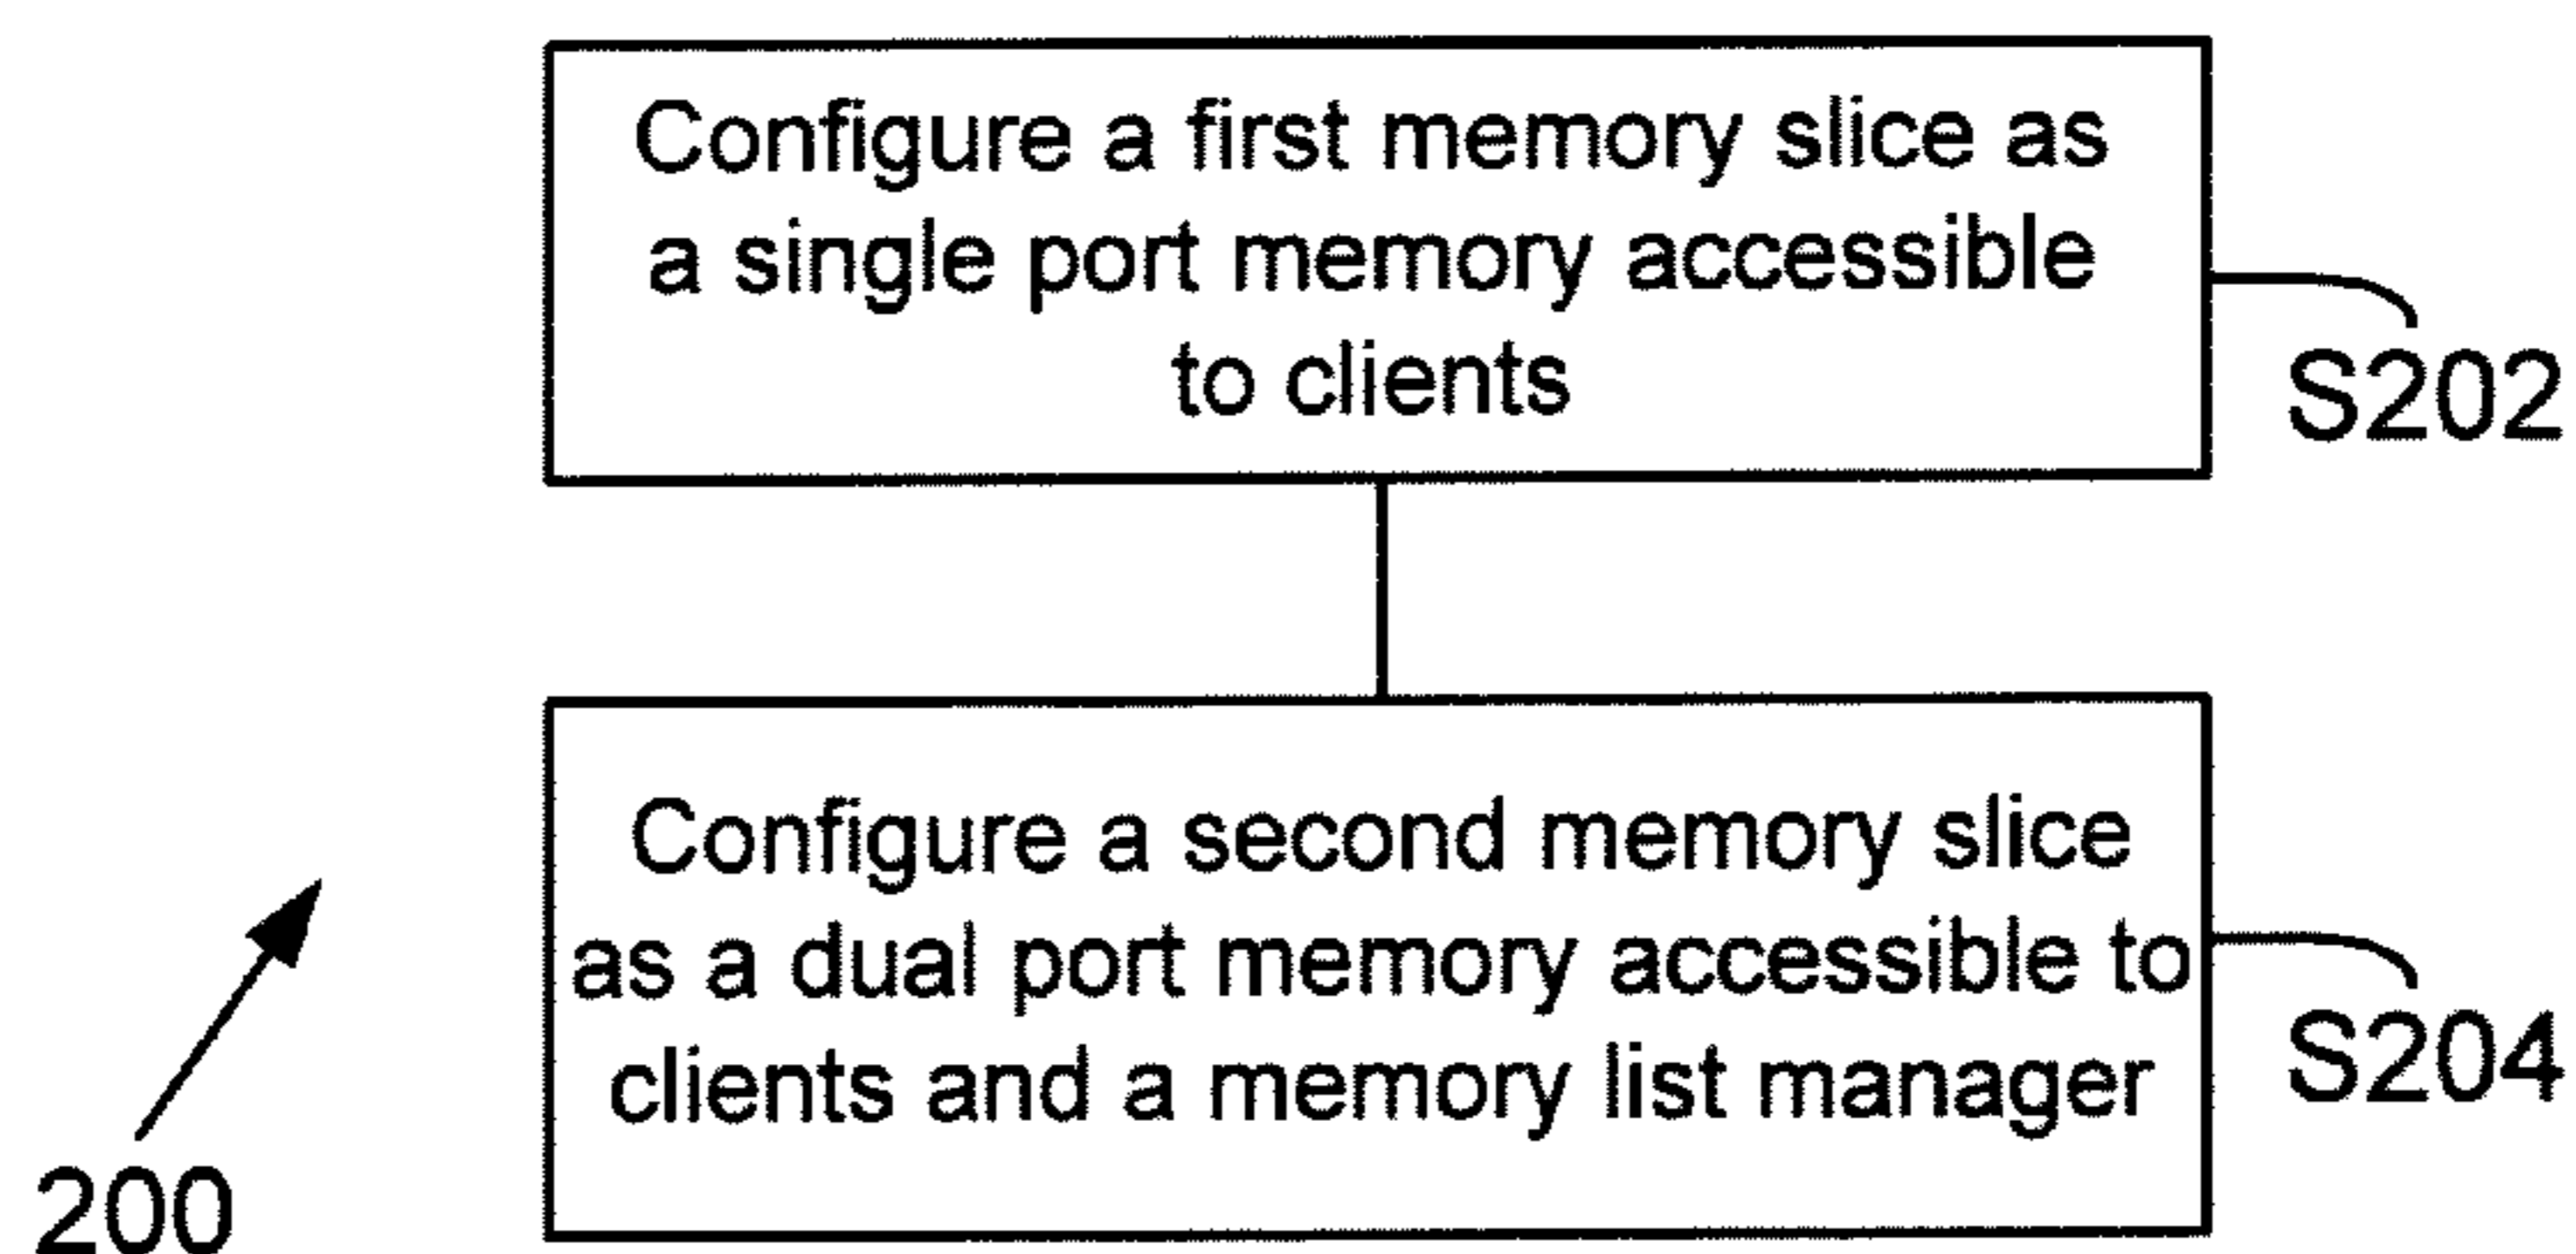 Configure a first memory slice as
a single port memory accessible
to clients
S202
Configure a second memory slice
as a dual port memory accessible to
clients and a memory list manager
S204
200